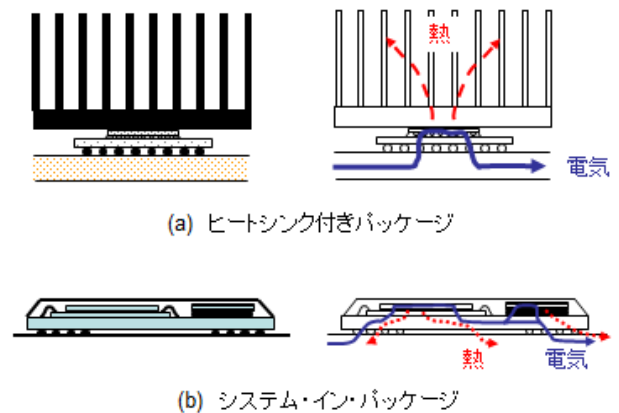 熱
電気
(a) ヒートシンク付きパッケージ
熱
電気
(b) システム・イン・パッケージ